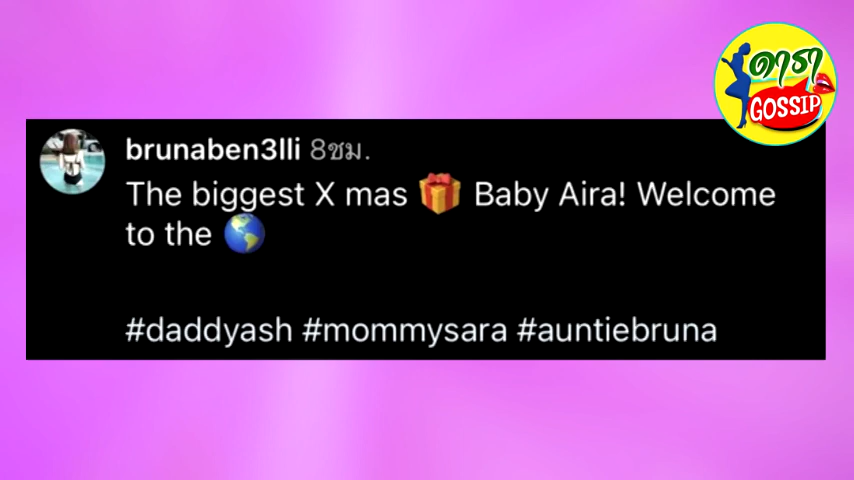 ดารา
GOSSIP
brunaben3lli 8ชม.
The biggest X mas 🎁 Baby Aira! Welcome
to the 🌎
#daddyash #mommysara #auntiebruna